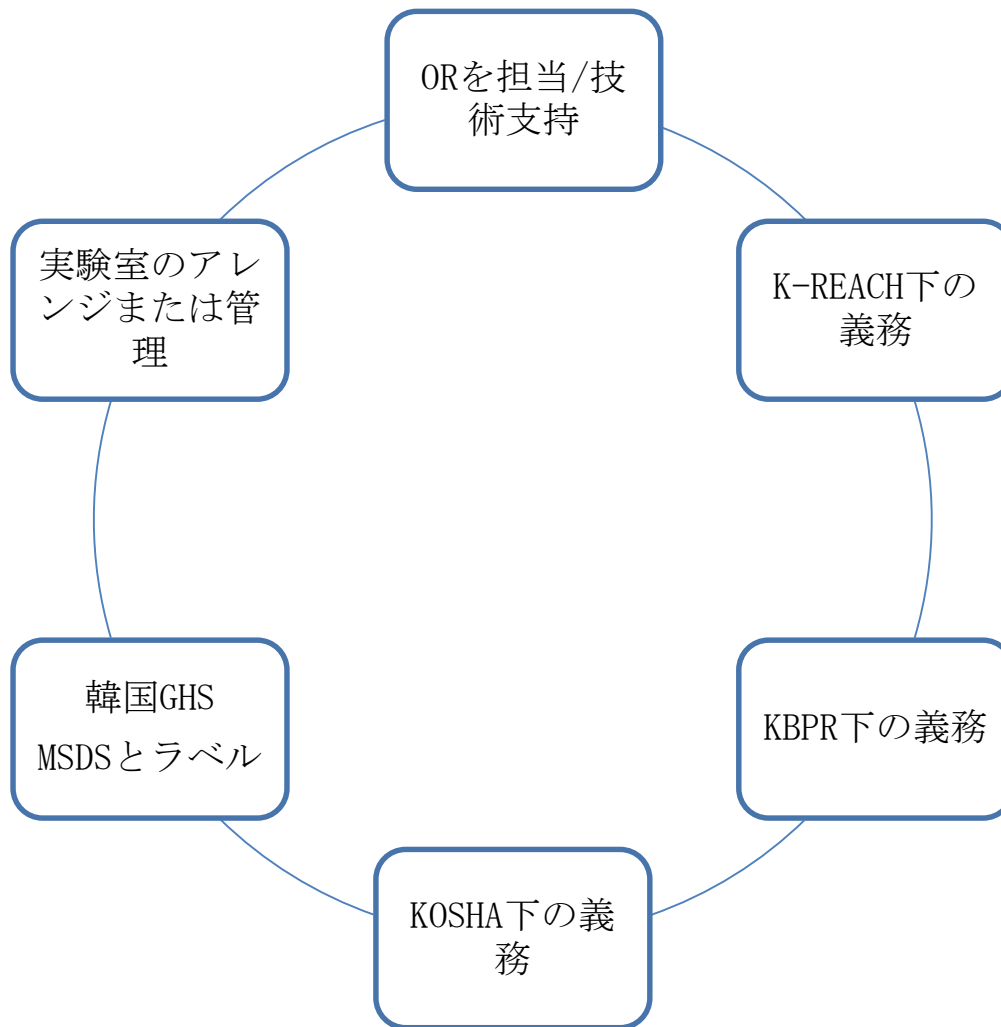 ORを担当/技
術支持
K-REACH下の
義務
KBPR下の義務
KOSHA下の義
務
韓国GHS
MSDSとラベル
実験室のアレ
ンジまたは管
理